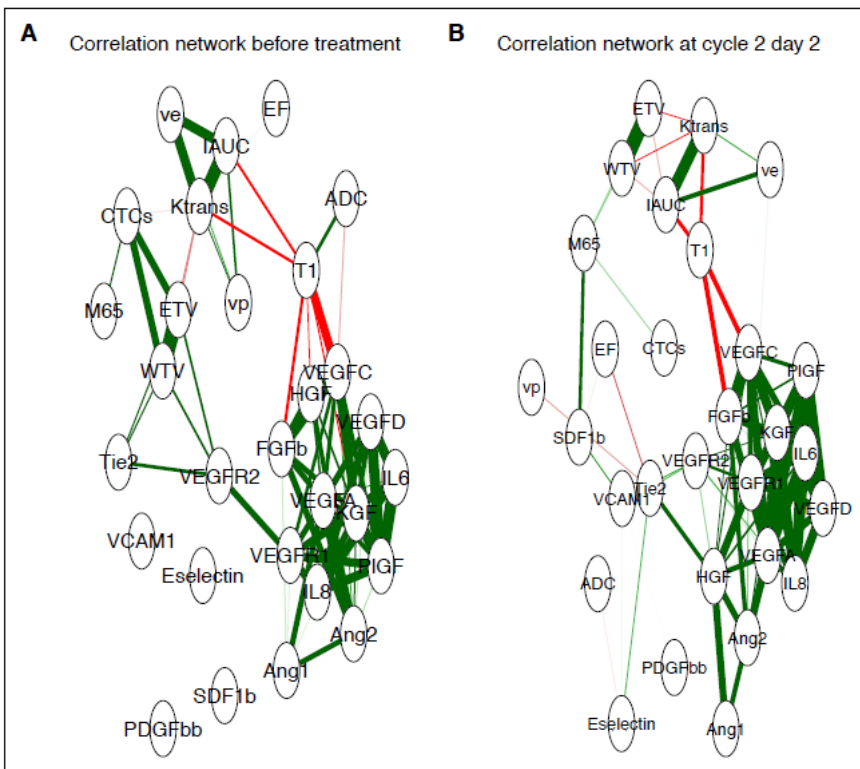 A
Correlation network before treatment
ve
EF
IAUC
Ktrans
ADC
CTCs
T1
M65
ETV
vp
WTV
VEGFC
HGF
VEGFD
FGFb
Tie2
VEGFR2
IL6
VEGFA
KGF
VCAM1
VEGFR1
Eselectin
PIGF
IL8
Ang2
Ang1
SDF1b
PDGFbb
B
Correlation network at cycle 2 day 2
ETV
Ktrans
WTV
ve
IAUC
M65
T1
EF
CTCs
VEGFC
PIGF
vp
FGFb
KGF
SDF1b
IL6
VEGFR2
VEGFR1
Tie2
VCAM1
VEGFD
VEGFA
ADC
HGF
IL8
Ang2
PDGFbb
Eselectin
Ang1